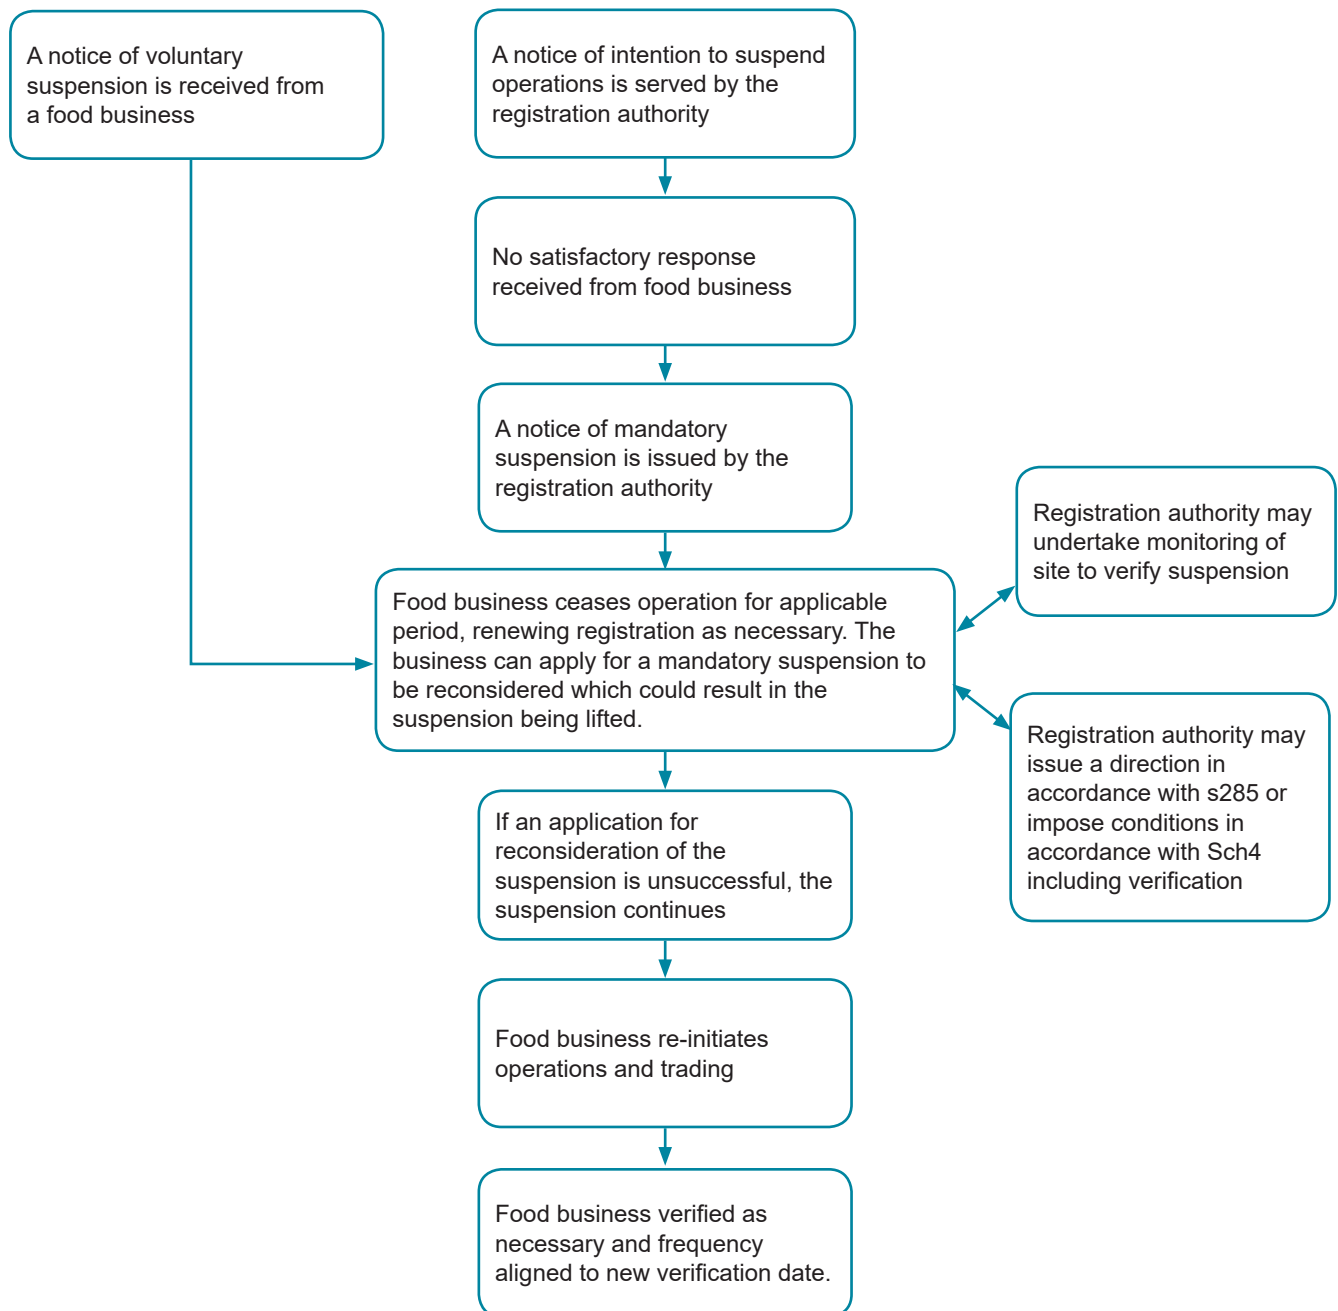 A notice of voluntary
suspension is received from
a food business
A notice of intention to suspend
operations is served by the
registration authority
No satisfactory response
received from food business
A notice of mandatory
suspension is issued by the
registration authority
Registration authority may
undertake monitoring of
site to verify suspension
Food business ceases operation for applicable
period, renewing registration as necessary. The
business can apply for a mandatory suspension to
be reconsidered which could result in the
suspension being lifted.
Registration authority may
issue a direction in
accordance with s285 or
impose conditions in
accordance with Sch4
including verification
If an application for
reconsideration of the
suspension is unsuccessful, the
suspension continues
Food business re-initiates
operations and trading
Food business verified as
necessary and frequency
aligned to new verification date.